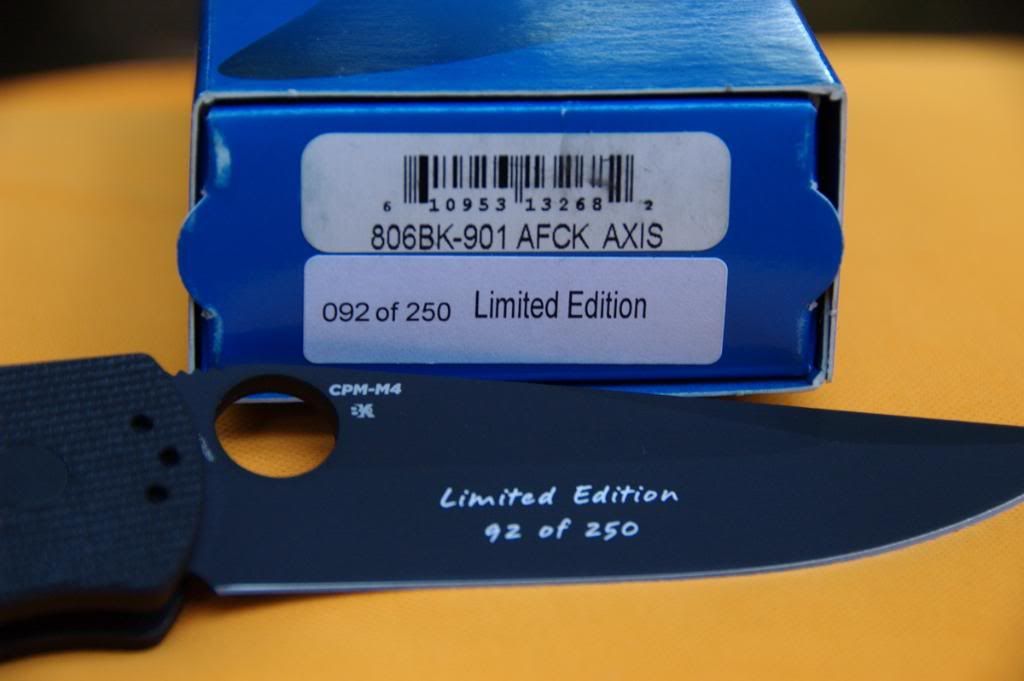 6 10953 13268 2
806BK-901 AFCK AXIS
092 of 250 Limited Edition
CPM-M4
Limited Edition
92 of 250